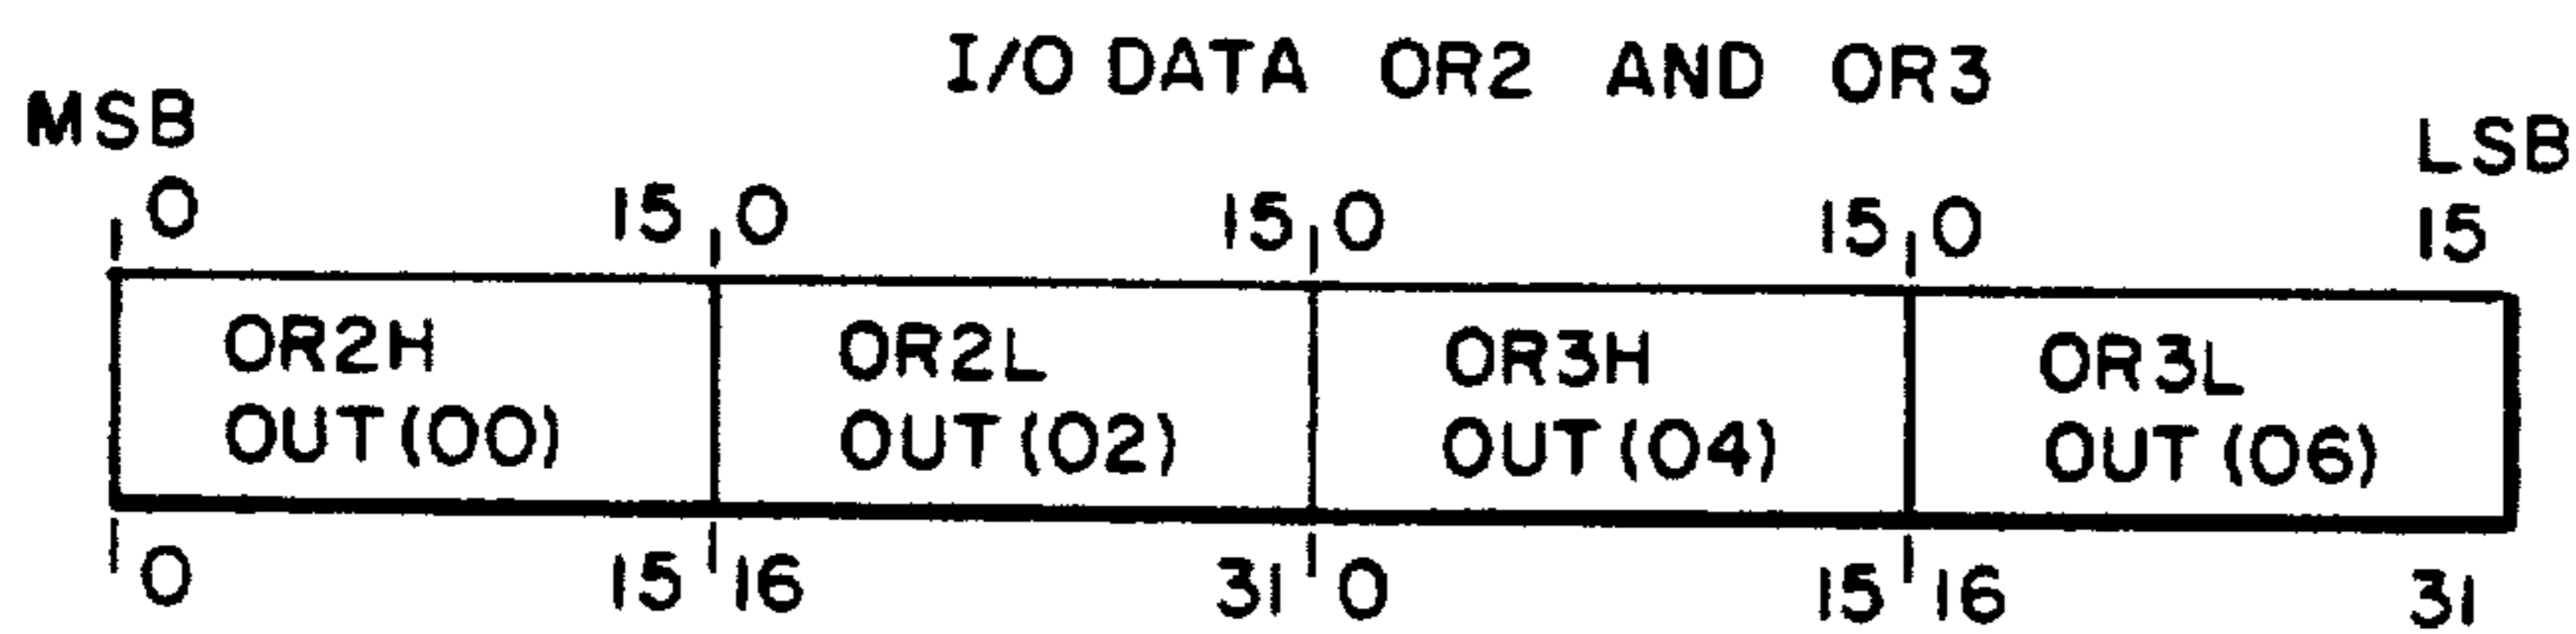 I/O DATA OR2 AND OR3
MSB LSB
0 15 0 15 0 15 0 15
OR2H OR2L OR3H OR3L
OUT(00) OUT(02) OUT(04) OUT(06)
0 15 16 31 0 15 16 31